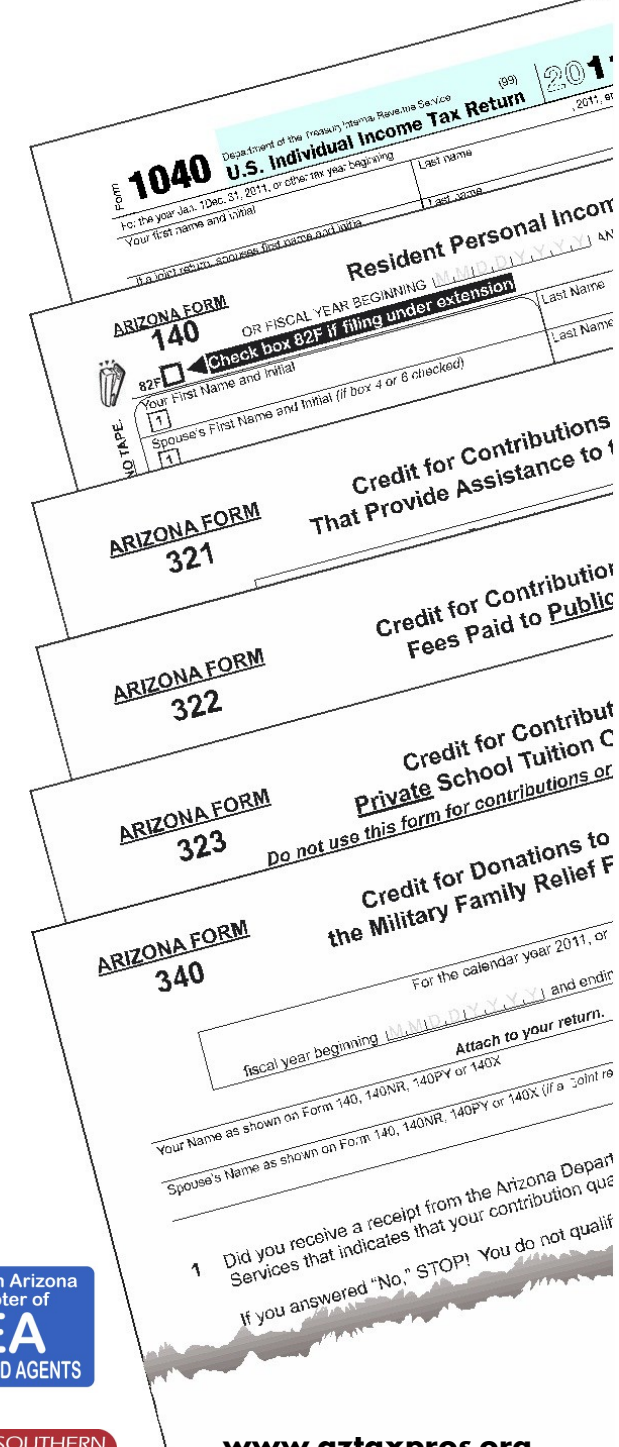 Form 1040
Department of the Treasury Internal Revenue Service
(99)
U.S. Individual Income Tax Return
201
For the year Jan. 1Dec. 31, 2011, or other tax year beginning
, 2011,
Your first name and initial
Last name
If a joint return, spouses first name and initia
Last name
Resident Personal Incom
ARIZONA FORM
140
OR FISCAL YEAR BEGINNING M M D D Y Y Y Y AN
82F Check box 82F if filing under extension
Your First Name and Initial
Last Name
1
Spouse's First Name and Initial (if box 4 or 6 checked)
Last Name
1
NO TAPE.
ARIZONA FORM
321
Credit for Contributions
That Provide Assistance to t
ARIZONA FORM
322
Credit for Contribution
Fees Paid to Public
ARIZONA FORM
323
Credit for Contribut
Private School Tuition O
Do not use this form for contributions or
ARIZONA FORM
340
Credit for Donations to
the Military Family Relief F
For the calendar year 2011, or
fiscal year beginning M M D D Y Y Y Y and endin
Attach to your return.
Your Name as shown on Form 140, 140NR, 140PY or 140X
Spouse's Name as shown on Form 140, 140NR, 140PY or 140X (if a joint re
1 Did you receive a receipt from the Arizona Depart
Services that indicates that your contribution qua
If you answered "No," STOP! You do not qualif
n Arizona
pter of
EA
D AGENTS
SOUTHERN
www.aztaxpros.org